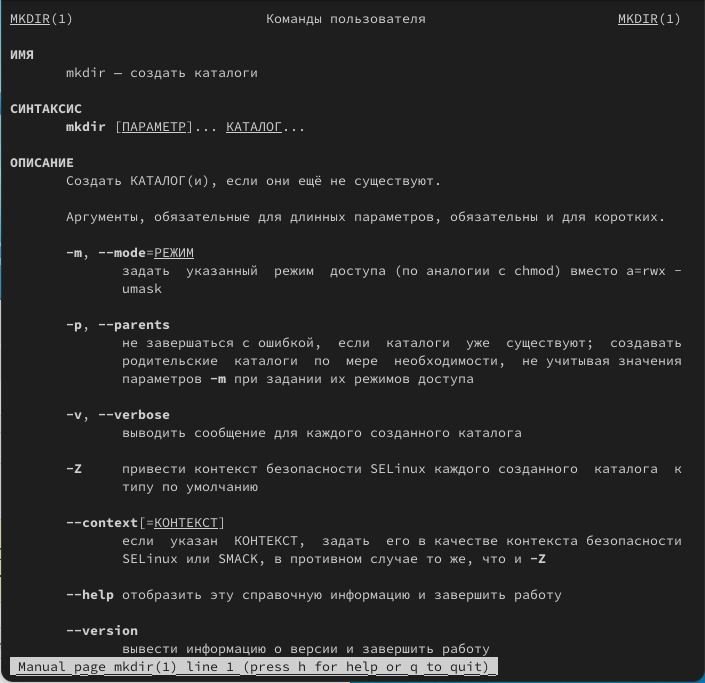 MKDIR(1) Команды пользователя MKDIR(1)
ИМЯ
mkdir — создать каталоги
СИНТАКСИС
mkdir [ПАРАМЕТР]... КАТАЛОГ...
ОПИСАНИЕ
Создать КАТАЛОГ(и), если они ещё не существуют.
Аргументы, обязательные для длинных параметров, обязательны и для коротких.
-m, --mode=РЕЖИМ
задать указанный режим доступа (по аналогии с chmod) вместо a=rwx -
umask
-p, --parents
не завершаться с ошибкой, если каталоги уже существуют; создавать
родительские каталоги по мере необходимости, не учитывая значения
параметров -m при задании их режимов доступа
-v, --verbose
выводить сообщение для каждого созданного каталога
-Z привести контекст безопасности SELinux каждого созданного каталога к
типу по умолчанию
--context[=КОНТЕКСТ]
если указан КОНТЕКСТ, задать его в качестве контекста безопасности
SELinux или SMACK, в противном случае то же, что и -Z
--help отобразить эту справочную информацию и завершить работу
--version
вывести информацию о версии и завершить работу
Manual page mkdir(1) line 1 (press h for help or q to quit)